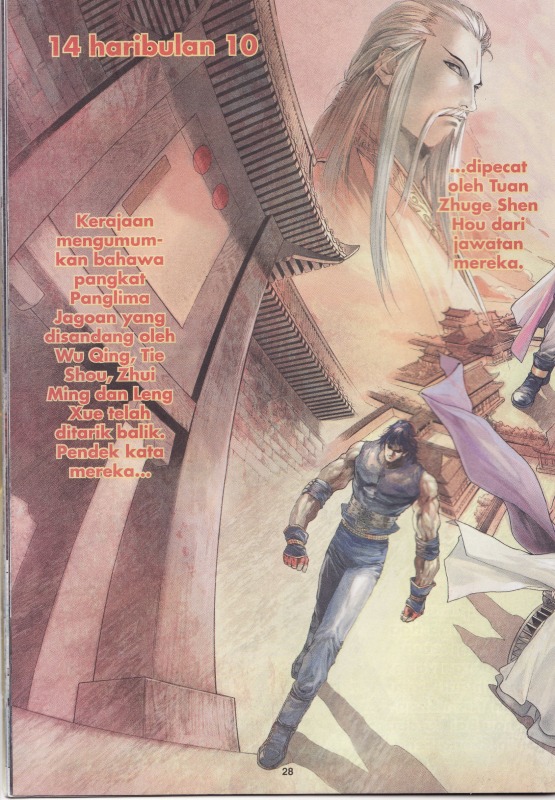 14 haribulan 10
Kerajaan
mengumum-
kan bahawa
pangkat
Panglima
Jagoan yang
disandang oleh
Wu Qing, Tie
Shou, Zhui
Ming dan Leng
Xue telah
ditarik balik.
Pendek kata
mereka...
...dipecat
oleh Tuan
Zhuge Shen
Hou dari
jawatan
mereka.
28